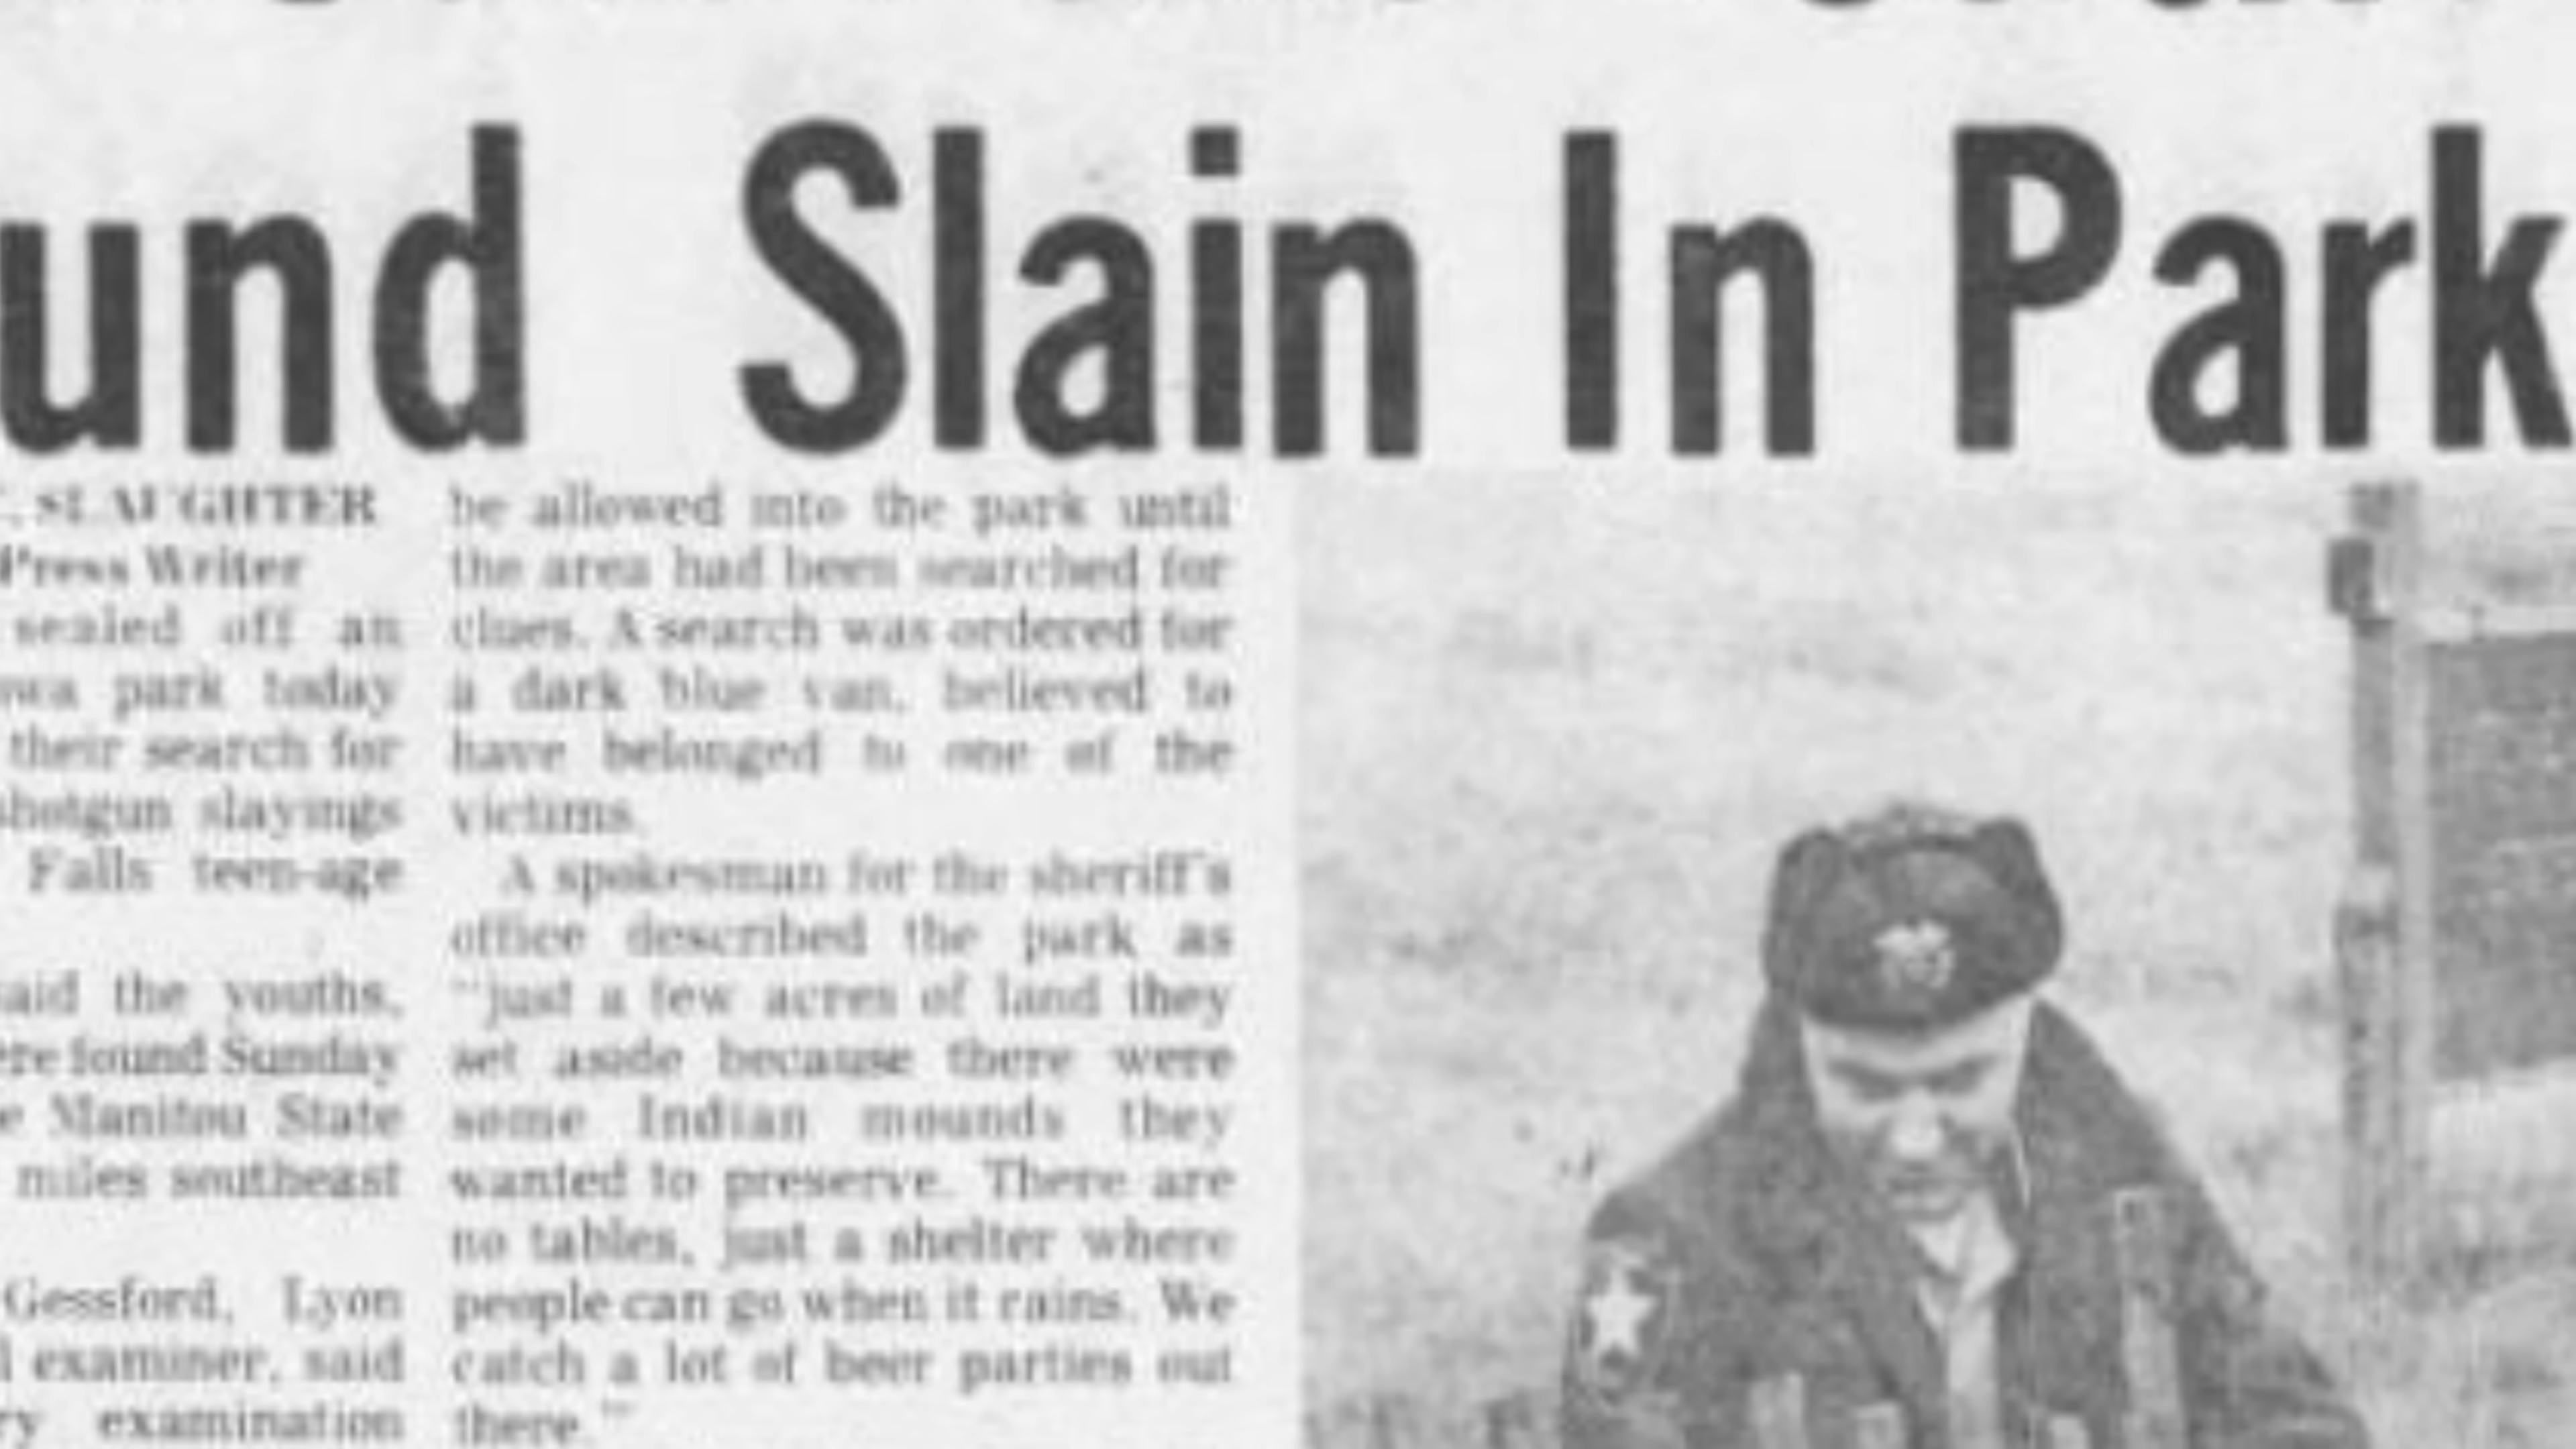 und Slain In Park
, SLAUGHTER
Press Writer
sealed off an
owa park today
their search for
shotgun slayings
Falls teen-age
said the youths,
ere found Sunday
e Manitou State
miles southeast
Gessford, Lyon
l examiner, said
ry examination
be allowed into the park until
the area had been searched for
clues. A search was ordered for
a dark blue van, believed to
have belonged to one of the
victims.
A spokesman for the sheriff's
office described the park as
"just a few acres of land they
set aside because there were
some Indian mounds they
wanted to preserve. There are
no tables, just a shelter where
people can go when it rains. We
catch a lot of beer parties out
there."